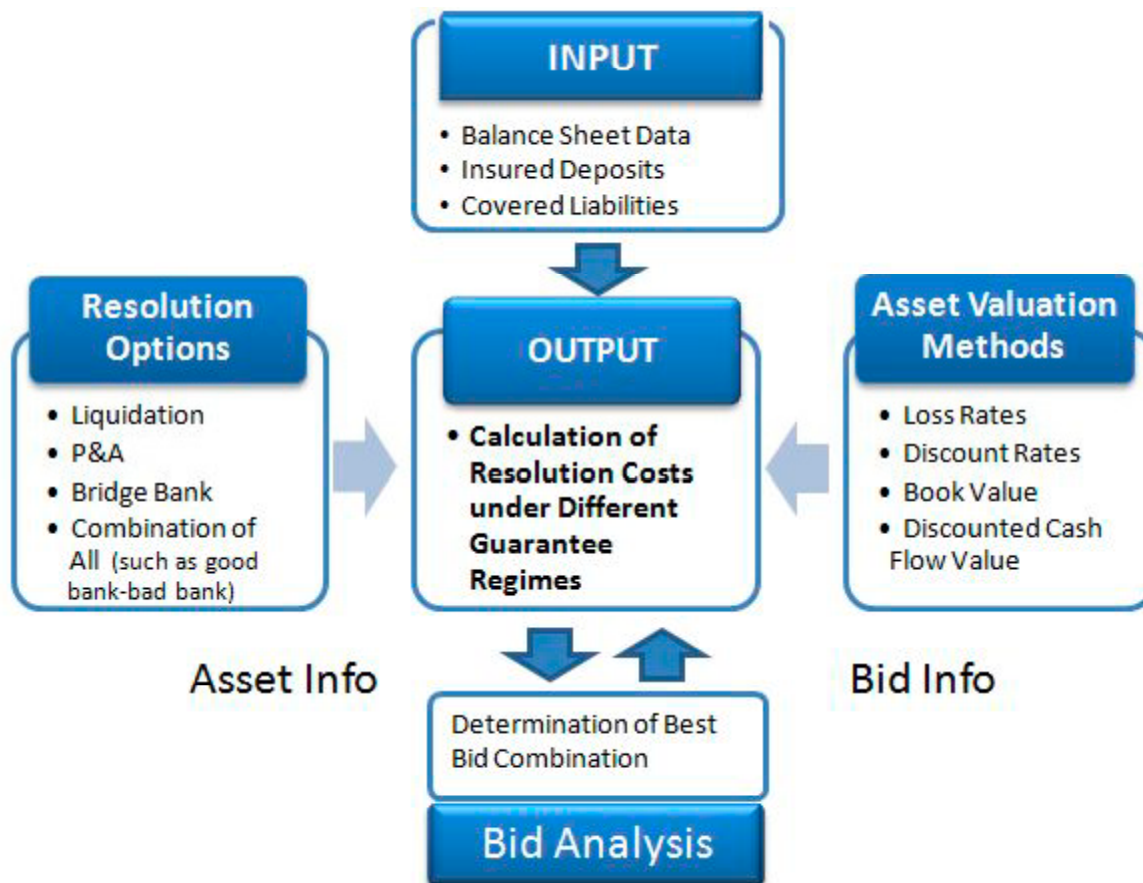 INPUT
• Balance Sheet Data
• Insured Deposits
• Covered Liabilities
Resolution
Options
• Liquidation
• P&A
• Bridge Bank
• Combination of
All (such as good
bank-bad bank)
OUTPUT
• Calculation of
Resolution Costs
under Different
Guarantee
Regimes
Asset Valuation
Methods
• Loss Rates
• Discount Rates
• Book Value
• Discounted Cash
Flow Value
Asset Info
Bid Info
Determination of Best
Bid Combination
Bid Analysis